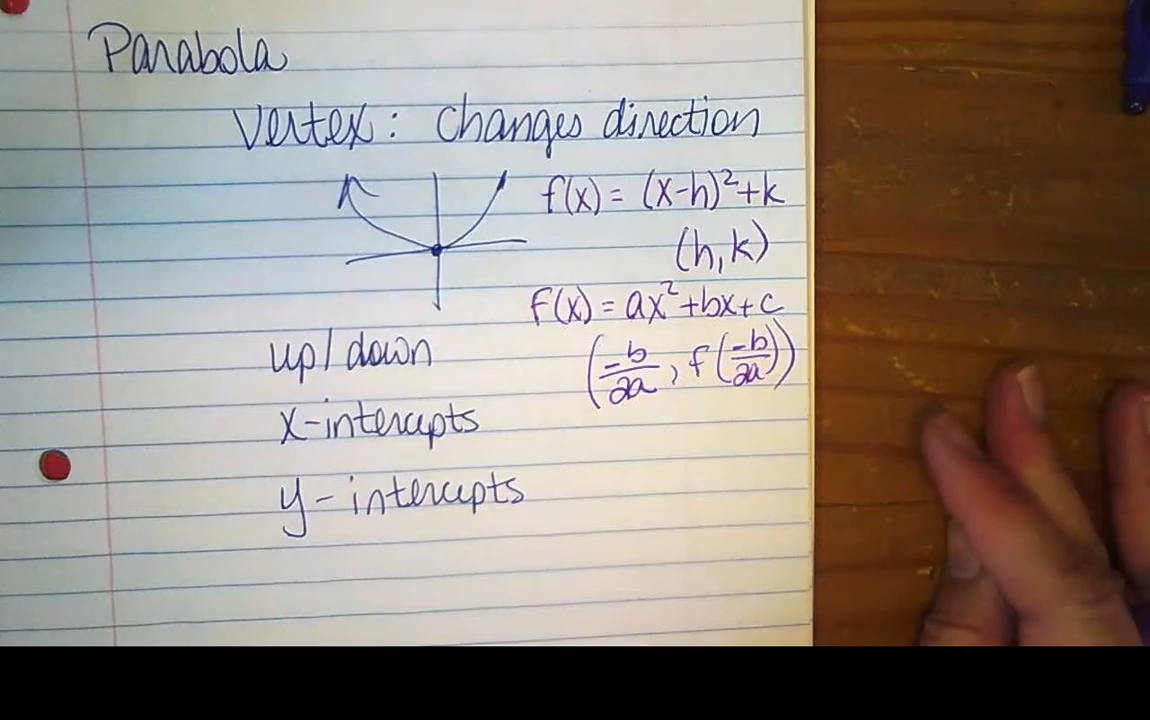 Parabola
Vertex: changes direction
f(x) = (x-h)²+k
(h,k)
f(x) = ax²+bx+c
(-b/2a, f(-b/2a))
up/down
x-intercepts
y-intercepts